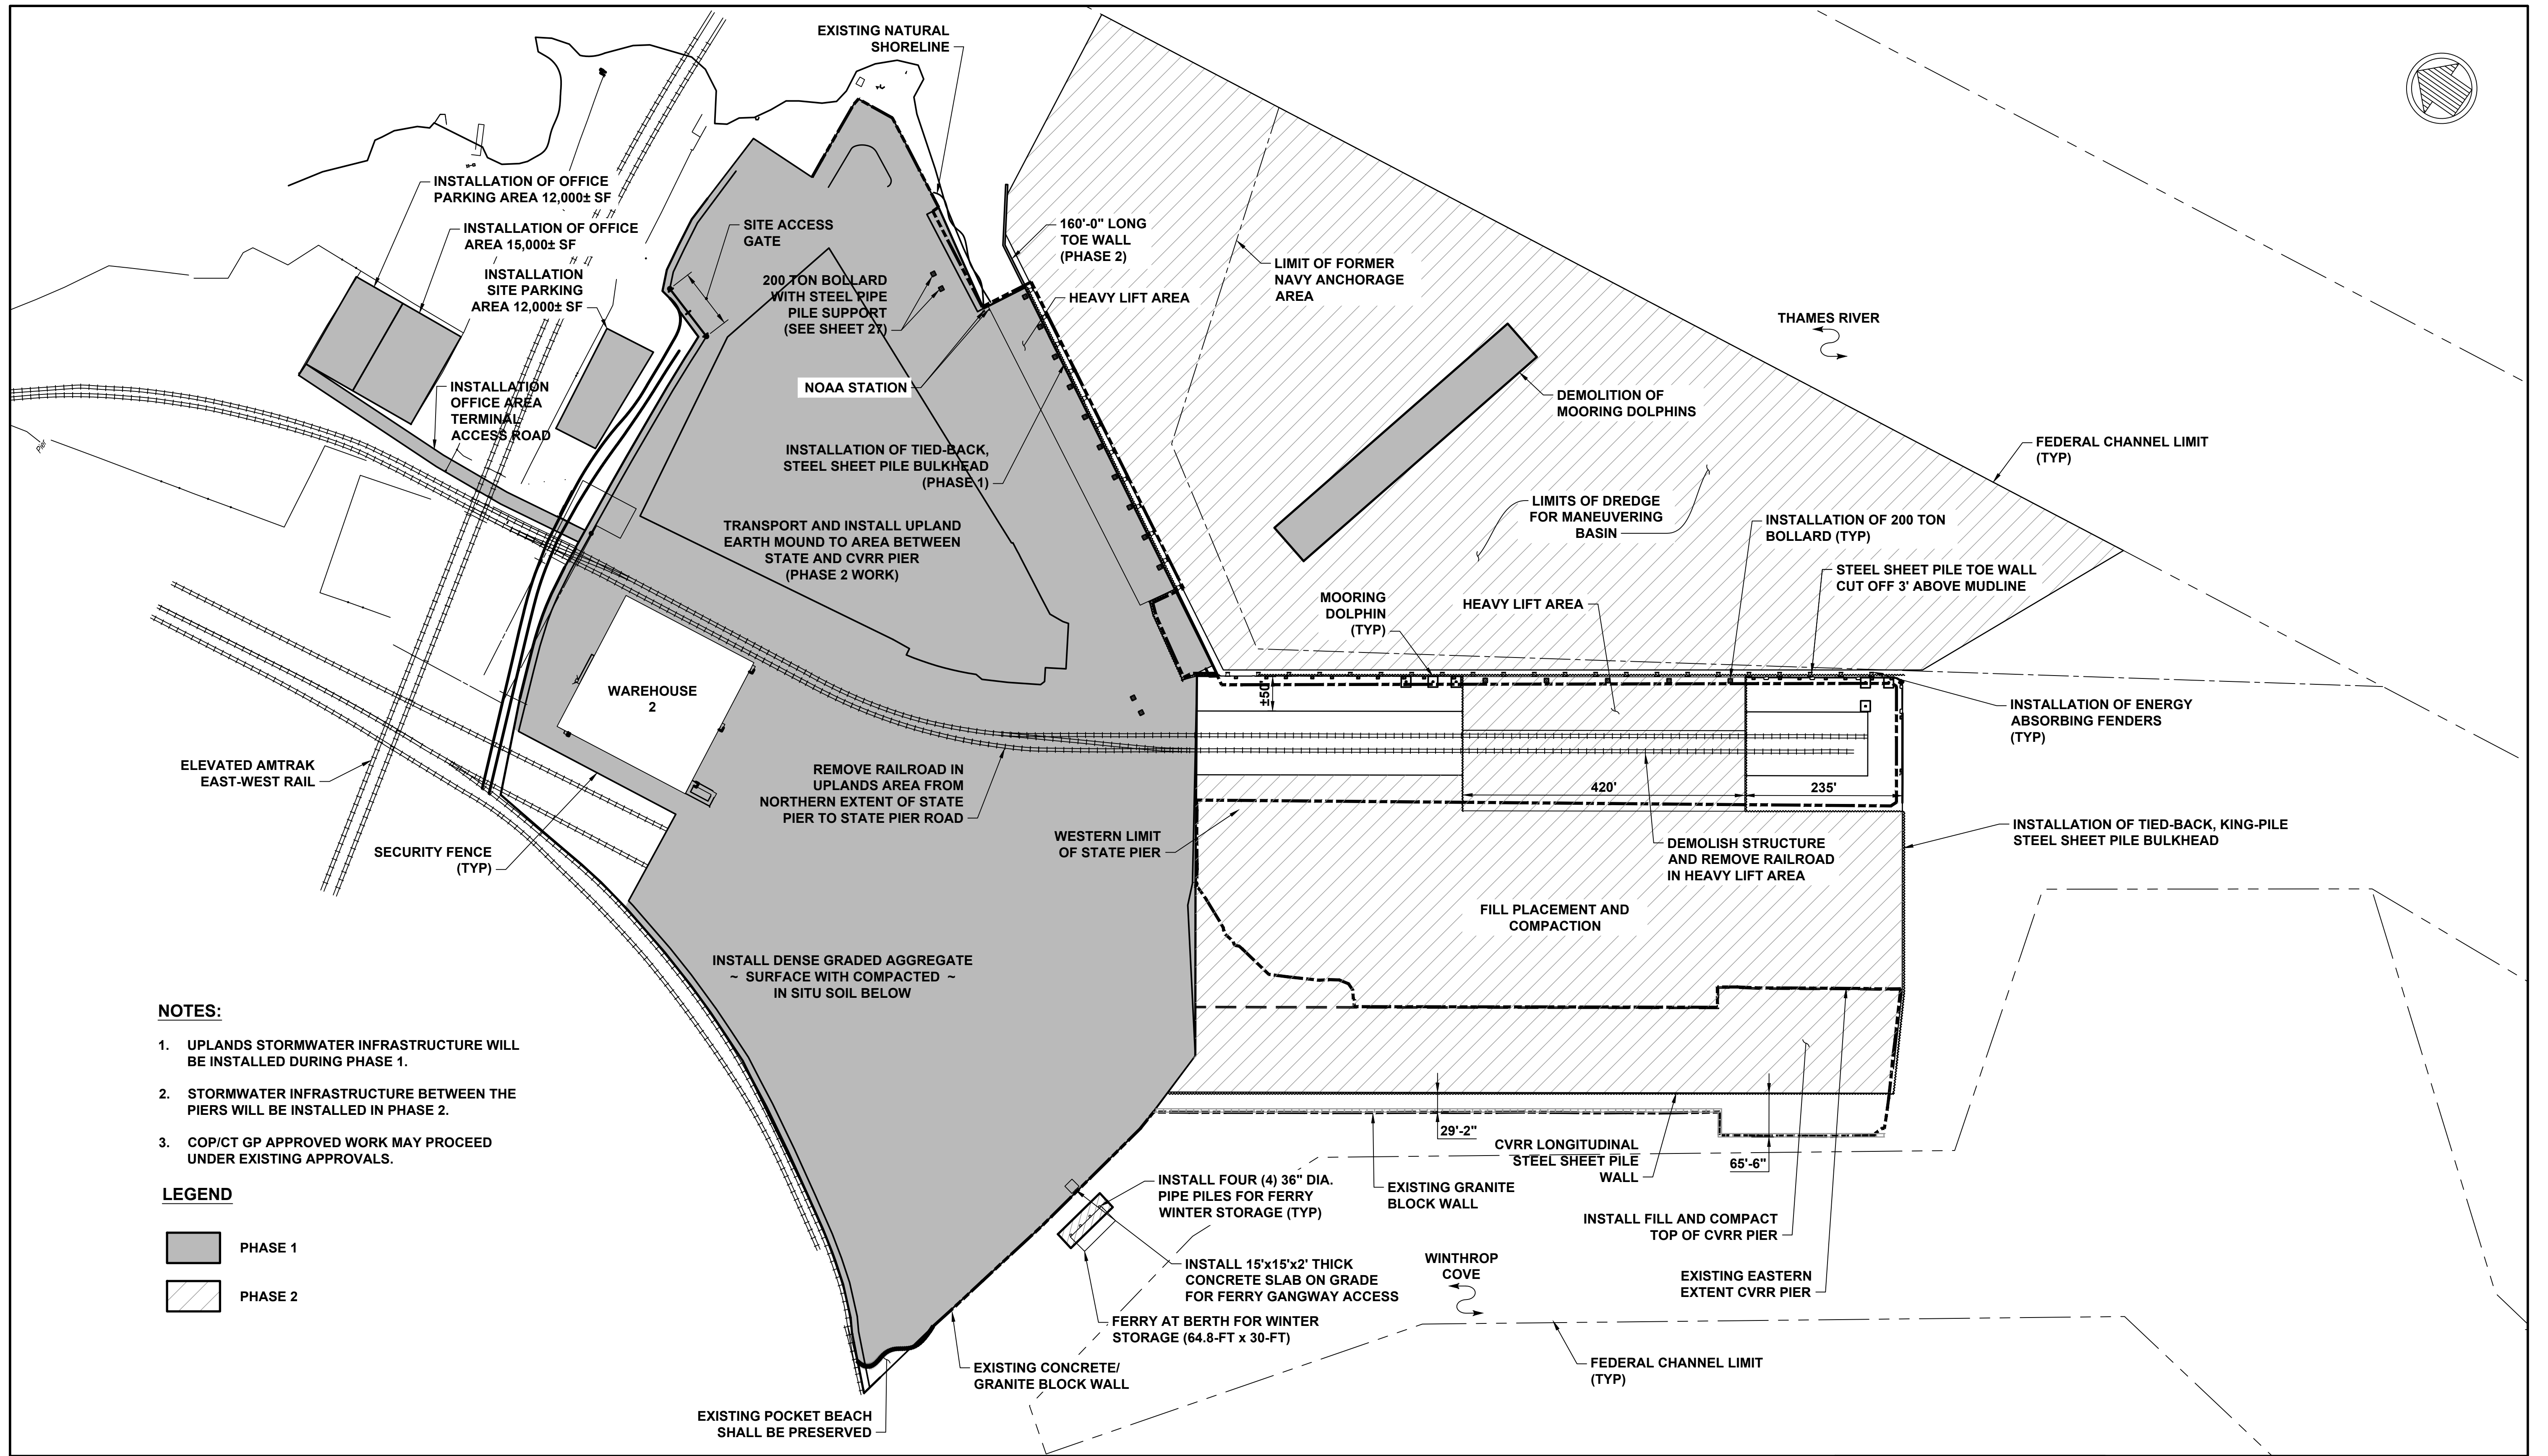 EXISTING NATURAL
SHORELINE
INSTALLATION OF OFFICE
PARKING AREA 12,000± SF
INSTALLATION OF OFFICE
AREA 15,000± SF
INSTALLATION
SITE PARKING
AREA 12,000± SF
SITE ACCESS
GATE
200 TON BOLLARD
WITH STEEL PIPE
PILE SUPPORT
(SEE SHEET 27)
160'-0" LONG
TOE WALL
(PHASE 2)
HEAVY LIFT AREA
LIMIT OF FORMER
NAVY ANCHORAGE
AREA
THAMES RIVER
NOAA STATION
INSTALLATION
OFFICE AREA
TERMINAL
ACCESS ROAD
Pier
DEMOLITION OF
MOORING DOLPHINS
FEDERAL CHANNEL LIMIT
(TYP)
INSTALLATION OF TIED-BACK,
STEEL SHEET PILE BULKHEAD
(PHASE 1)
LIMITS OF DREDGE
FOR MANEUVERING
BASIN
INSTALLATION OF 200 TON
BOLLARD (TYP)
TRANSPORT AND INSTALL UPLAND
EARTH MOUND TO AREA BETWEEN
STATE AND CVRR PIER
(PHASE 2 WORK)
STEEL SHEET PILE TOE WALL
CUT OFF 3' ABOVE MUDLINE
MOORING
DOLPHIN
(TYP)
HEAVY LIFT AREA
WAREHOUSE
2
±50'
INSTALLATION OF ENERGY
ABSORBING FENDERS
(TYP)
ELEVATED AMTRAK
EAST-WEST RAIL
REMOVE RAILROAD IN
UPLANDS AREA FROM
NORTHERN EXTENT OF STATE
PIER TO STATE PIER ROAD
420'
235'
WESTERN LIMIT
OF STATE PIER
INSTALLATION OF TIED-BACK, KING-PILE
STEEL SHEET PILE BULKHEAD
SECURITY FENCE
(TYP)
DEMOLISH STRUCTURE
AND REMOVE RAILROAD
IN HEAVY LIFT AREA
FILL PLACEMENT AND
COMPACTION
INSTALL DENSE GRADED AGGREGATE
~ SURFACE WITH COMPACTED ~
IN SITU SOIL BELOW
NOTES:
1. UPLANDS STORMWATER INFRASTRUCTURE WILL
BE INSTALLED DURING PHASE 1.
2. STORMWATER INFRASTRUCTURE BETWEEN THE
PIERS WILL BE INSTALLED IN PHASE 2.
3. COP/CT GP APPROVED WORK MAY PROCEED
UNDER EXISTING APPROVALS.
LEGEND
PHASE 1
PHASE 2
29'-2"
CVRR LONGITUDINAL
STEEL SHEET PILE
WALL
65'-6"
INSTALL FOUR (4) 36" DIA.
PIPE PILES FOR FERRY
WINTER STORAGE (TYP)
EXISTING GRANITE
BLOCK WALL
INSTALL FILL AND COMPACT
TOP OF CVRR PIER
INSTALL 15'x15'x2' THICK
CONCRETE SLAB ON GRADE
FOR FERRY GANGWAY ACCESS
WINTHROP
COVE
EXISTING EASTERN
EXTENT CVRR PIER
FERRY AT BERTH FOR WINTER
STORAGE (64.8-FT x 30-FT)
EXISTING CONCRETE/
GRANITE BLOCK WALL
FEDERAL CHANNEL LIMIT
(TYP)
EXISTING POCKET BEACH
SHALL BE PRESERVED